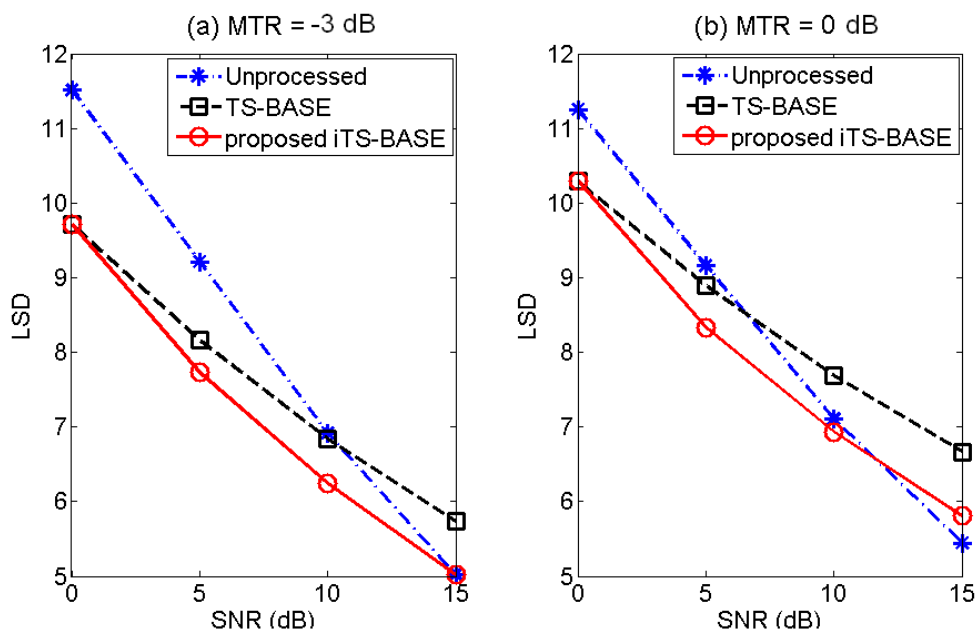 (a) MTR = -3 dB
12
11
10
9
8
7
6
5
LSD
0
5
10
15
SNR (dB)
Unprocessed
TS-BASE
proposed iTS-BASE
(b) MTR = 0 dB
12
11
10
9
8
7
6
5
LSD
0
5
10
15
SNR (dB)
Unprocessed
TS-BASE
proposed iTS-BASE